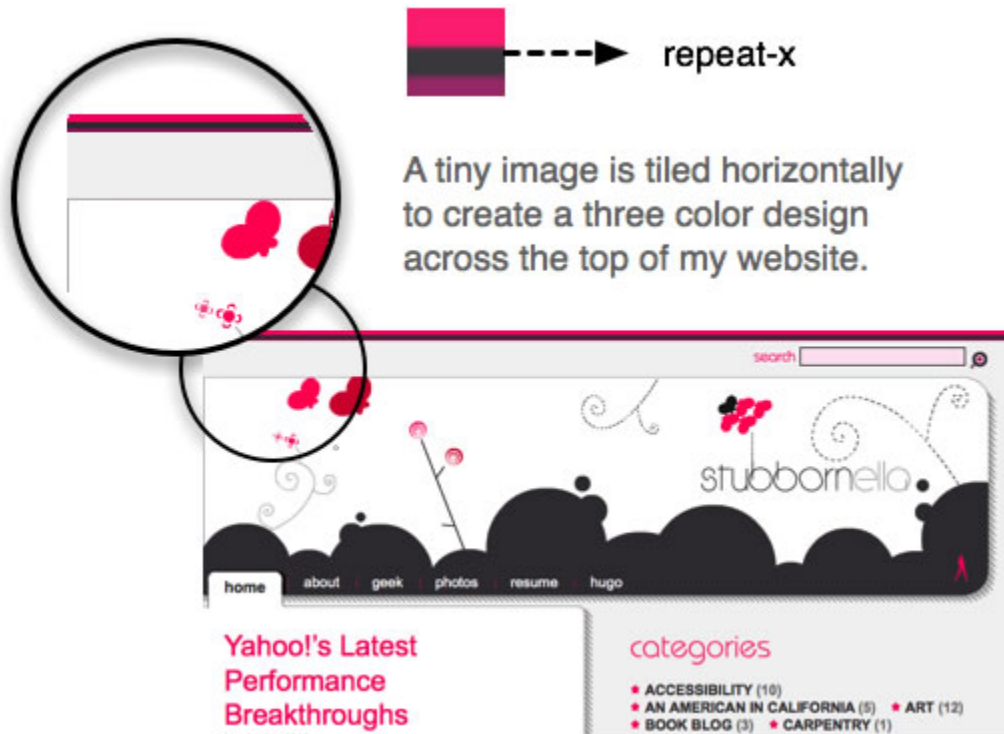 repeat-x
A tiny image is tiled horizontally
to create a three color design
across the top of my website.
search
stubbornella
home about geek photos resume hugo
Yahoo!'s Latest
Performance
Breakthroughs
categories
ACCESSIBILITY (10)
AN AMERICAN IN CALIFORNIA (5) ART (12)
BOOK BLOG (3) CARPENTRY (1)